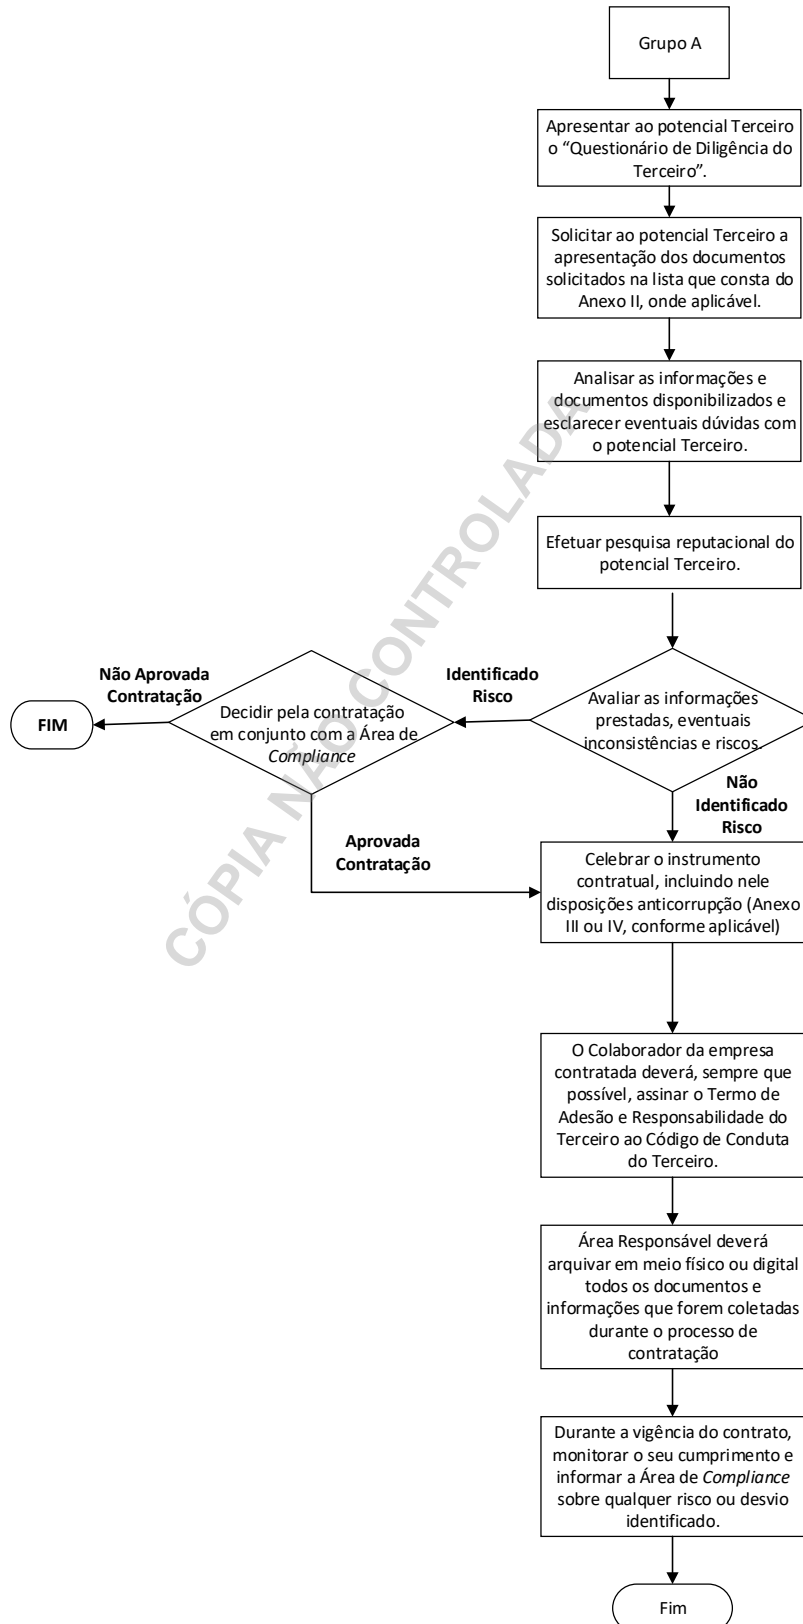 Grupo A
Apresentar ao potencial Terceiro
o “Questionário de Diligência do
Terceiro”.
Solicitar ao potencial Terceiro a
apresentação dos documentos
solicitados na lista que consta do
Anexo II, onde aplicável.
Analisar as informações e
documentos disponibilizados e
esclarecer eventuais dúvidas com
o potencial Terceiro.
Efetuar pesquisa reputacional do
potencial Terceiro.
Avaliar as informações
prestadas, eventuais
inconsistências e riscos.
Identificado
Risco
Decidir pela contratação
em conjunto com a Área de
Compliance
Não Aprovada
Contratação
FIM
Não
Identificado
Risco
Aprovada
Contratação
Celebrar o instrumento
contratual, incluindo nele
disposições anticorrupção (Anexo
III ou IV, conforme aplicável)
O Colaborador da empresa
contratada deverá, sempre que
possível, assinar o Termo de
Adesão e Responsabilidade do
Terceiro ao Código de Conduta
do Terceiro.
Área Responsável deverá
arquivar em meio físico ou digital
todos os documentos e
informações que forem coletadas
durante o processo de
contratação
Durante a vigência do contrato,
monitorar o seu cumprimento e
informar a Área de Compliance
sobre qualquer risco ou desvio
identificado.
Fim
CÓPIA NÃO CONTROLADA